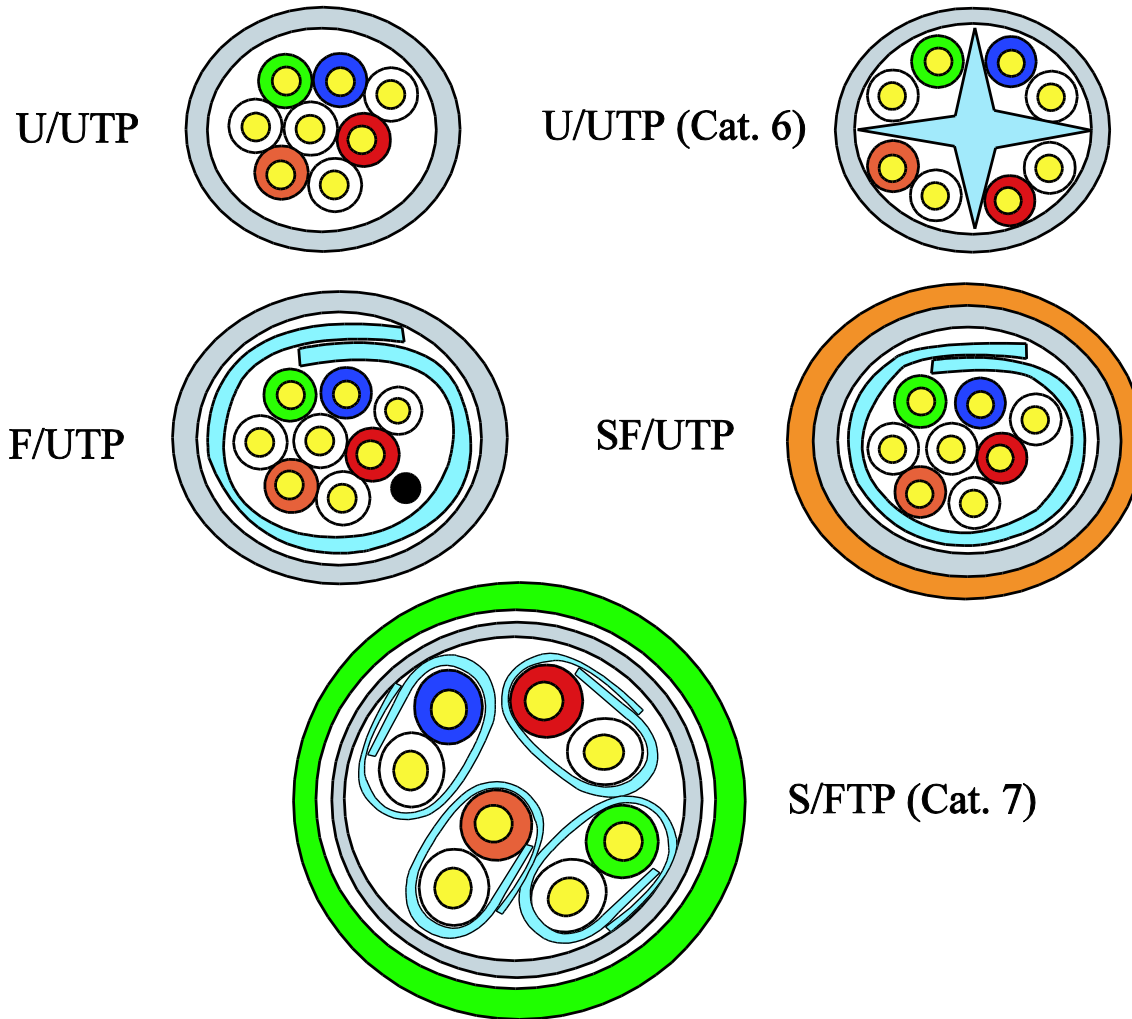 U/UTP
U/UTP (Cat. 6)
F/UTP
SF/UTP
S/FTP (Cat. 7)